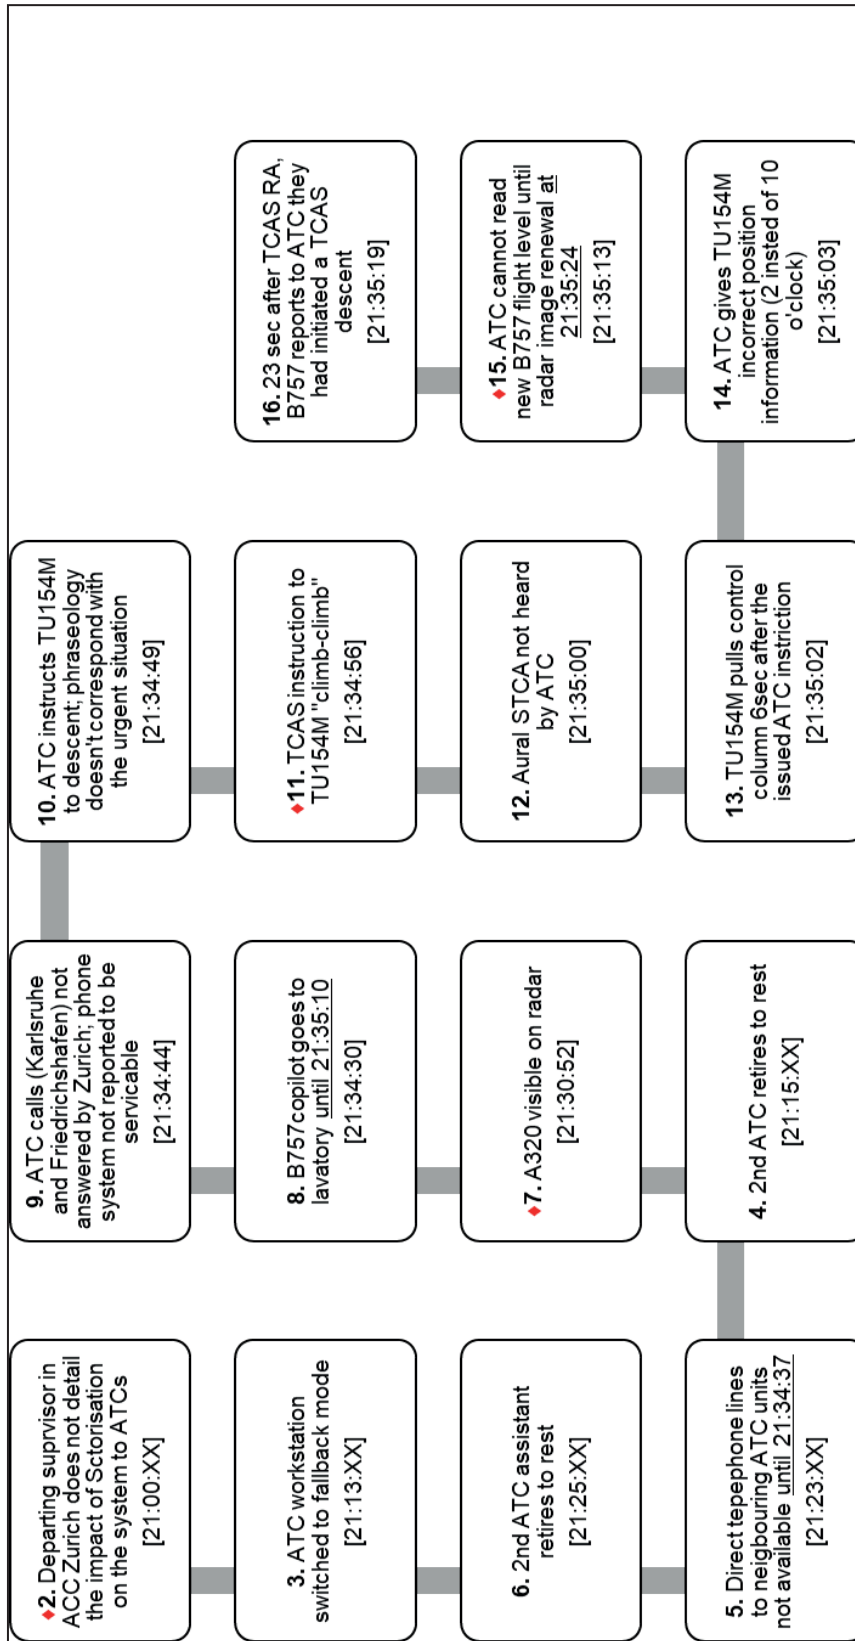 ♦2. Departing suprvisor in
ACC Zurich does not detail
the impact of Sctorisation
on the system to ATCs
[21:00:XX]
3. ATC workstation
switched to fallback mode
[21:13:XX]
6. 2nd ATC assistant
retires to rest
[21:25:XX]
5. Direct tepephone lines
to neigbouring ATC units
not available until 21:34:37
[21:23:XX]
9. ATC calls (Karlsruhe
and Friedrichshafen) not
answered by Zurich; phone
system not reported to be
servicable
[21:34:44]
8. B757 copilot goes to
lavatory until 21:35:10
[21:34:30]
♦7. A320 visible on radar
[21:30:52]
4. 2nd ATC retires to rest
[21:15:XX]
10. ATC instructs TU154M
to descent; phraseology
doesn't correspond with
the urgent situation
[21:34:49]
♦11. TCAS instruction to
TU154M "climb-climb"
[21:34:56]
12. Aural STCA not heard
by ATC
[21:35:00]
13. TU154M pulls control
column 6sec after the
issued ATC instriction
[21:35:02]
16. 23 sec after TCAS RA,
B757 reports to ATC they
had initiated a TCAS
descent
[21:35:19]
♦15. ATC cannot read
new B757 flight level until
radar image renewal at
21:35:24
[21:35:13]
14. ATC gives TU154M
incorrect position
information (2 insted of 10
o'clock)
[21:35:03]